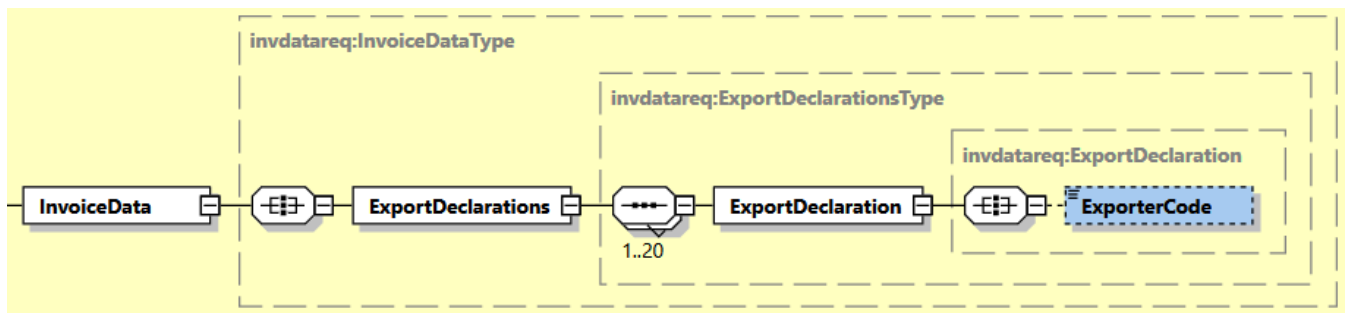 invdatareq:InvoiceDataType
invdatareq:ExportDeclarationsType
invdatareq:ExportDeclaration
InvoiceData
ExportDeclarations
ExportDeclaration
ExporterCode
1..20